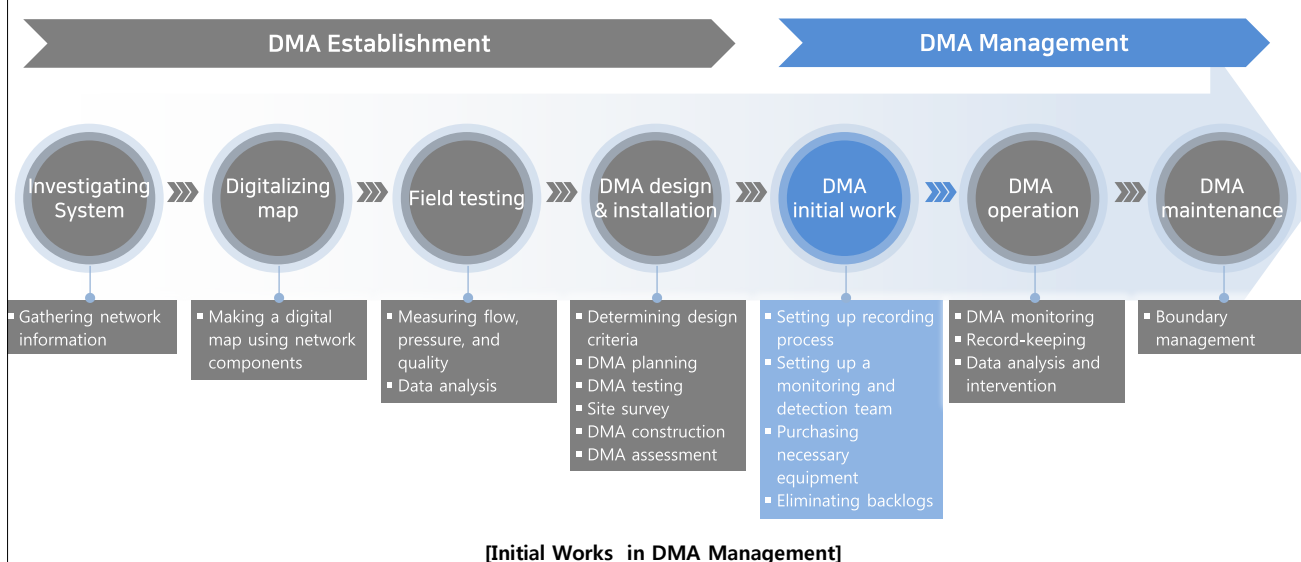 DMA Establishment
DMA Management
Investigating
System
Digitalizing
map
Field testing
DMA design
& installation
DMA
initial work
DMA
operation
DMA
maintenance
▪ Gathering network
information
▪ Making a digital
map using network
components
▪ Measuring flow,
pressure, and
quality
▪ Data analysis
▪ Determining design
criteria
▪ DMA planning
▪ DMA testing
▪ Site survey
▪ DMA construction
▪ DMA assessment
▪ Setting up recording
process
▪ Setting up a
monitoring and
detection team
▪ Purchasing
necessary
equipment
▪ Eliminating backlogs
▪ DMA monitoring
▪ Record-keeping
▪ Data analysis and
intervention
▪ Boundary
management
[Initial Works in DMA Management]